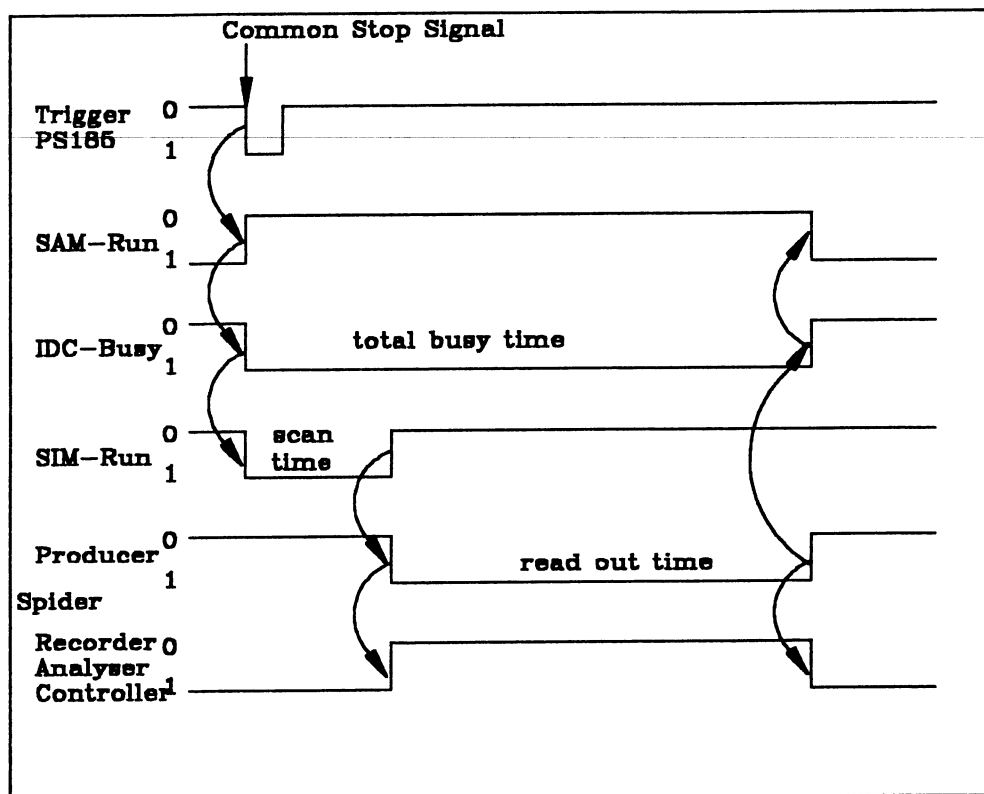 Common Stop Signal
Trigger 0
PS185 1
0
SAM-Run
1
0
IDC-Busy total busy time
1
0 scan
SIM-Run time
1
0
Producer read out time
1
Spider
Recorder 0
Analyser
Controller 1